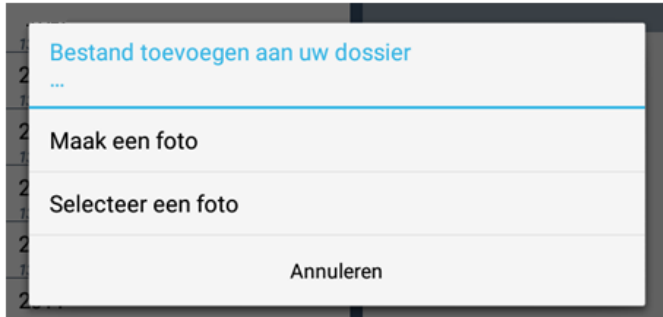 Bestand toevoegen aan uw dossier
...
Maak een foto
Selecteer een foto
Annuleren